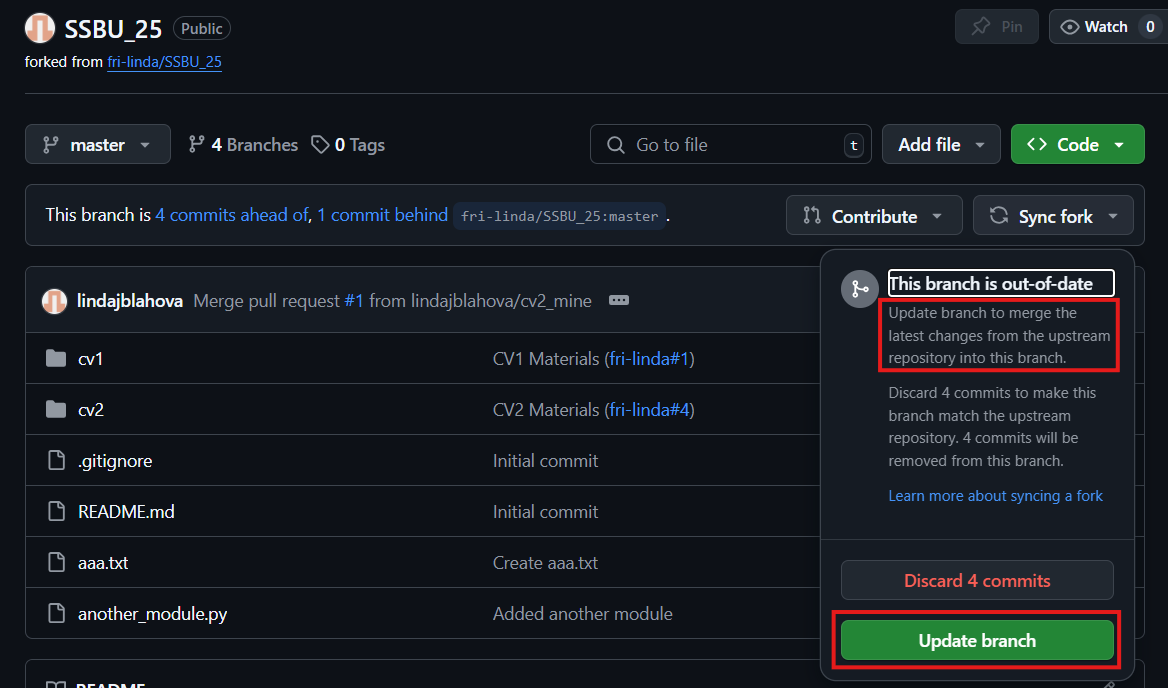 SSBU_25 Public
Pin
Watch 0
forked from fri-linda/SSBU_25
master
4 Branches
0 Tags
Go to file t
Add file
<> Code
This branch is 4 commits ahead of, 1 commit behind fri-linda/SSBU_25:master .
Contribute
Sync fork
lindajblahova Merge pull request #1 from lindajblahova/cv2_mine
cv1 CV1 Materials (fri-linda#1)
cv2 CV2 Materials (fri-linda#4)
.gitignore Initial commit
README.md Initial commit
aaa.txt Create aaa.txt
another_module.py Added another module
README
This branch is out-of-date
Update branch to merge the
latest changes from the upstream
repository into this branch.
Discard 4 commits to make this
branch match the upstream
repository. 4 commits will be
removed from this branch.
Learn more about syncing a fork
Discard 4 commits
Update branch